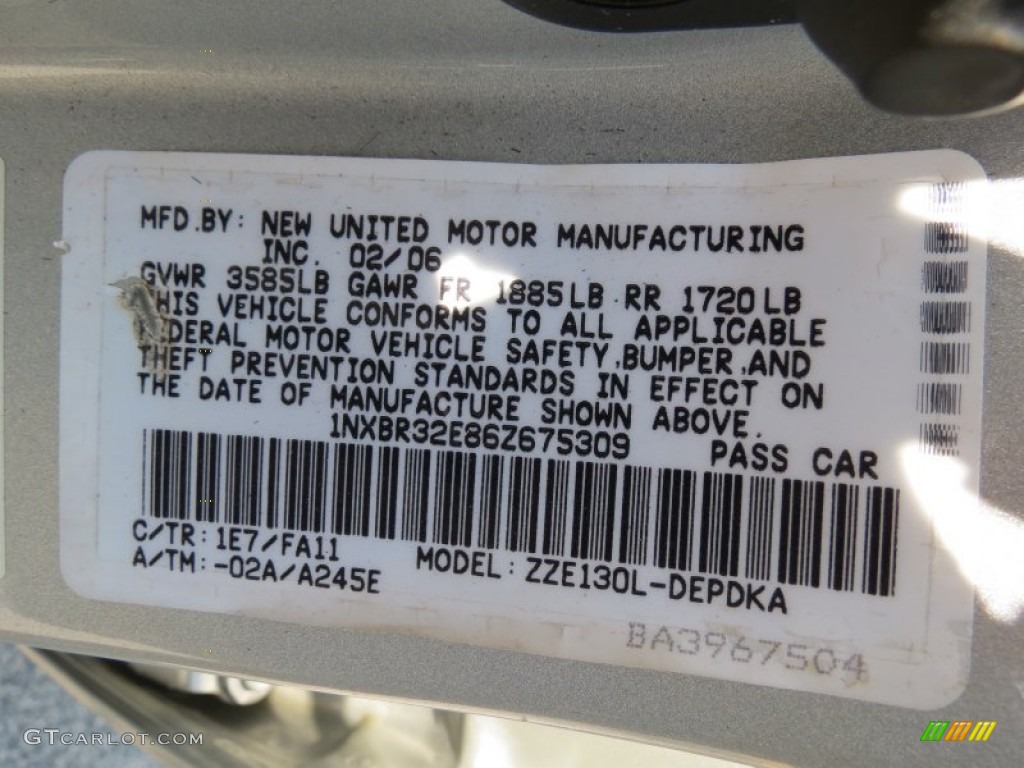 MFD.BY: NEW UNITED MOTOR MANUFACTURING
INC. 02/06
GVWR 3585LB GAWR FR 1885LB RR 1720LB
THIS VEHICLE CONFORMS TO ALL APPLICABLE
FEDERAL MOTOR VEHICLE SAFETY,BUMPER,AND
THEFT PREVENTION STANDARDS IN EFFECT ON
THE DATE OF MANUFACTURE SHOWN ABOVE.
1NXBR32E86Z675309 PASS CAR
C/TR: 1E7/FA11
A/TM:-02A/A245E MODEL: ZZE130L-DEPDKA
BA3967504
GTCARLOT.COM